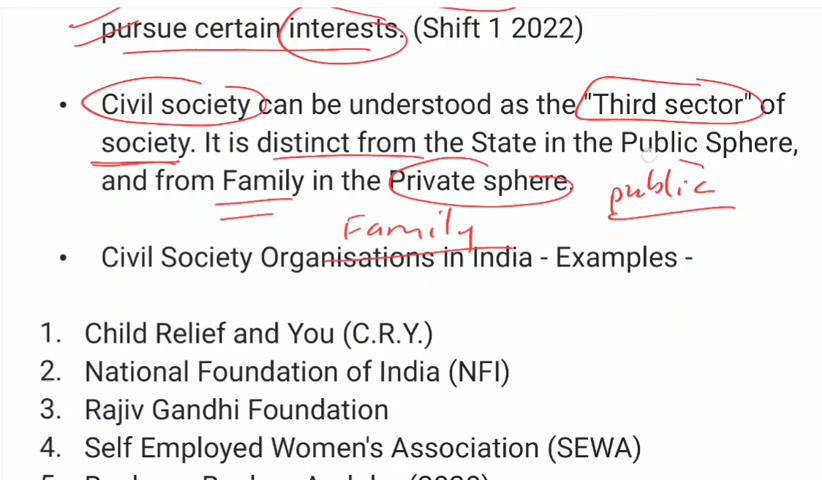 pursue certain interests. (Shift 1 2022)
• Civil society can be understood as the "Third sector" of
society. It is distinct from the State in the Public Sphere,
and from Family in the Private sphere.
public
Family
• Civil Society Organisations in India - Examples -
1. Child Relief and You (C.R.Y.)
2. National Foundation of India (NFI)
3. Rajiv Gandhi Foundation
4. Self Employed Women's Association (SEWA)